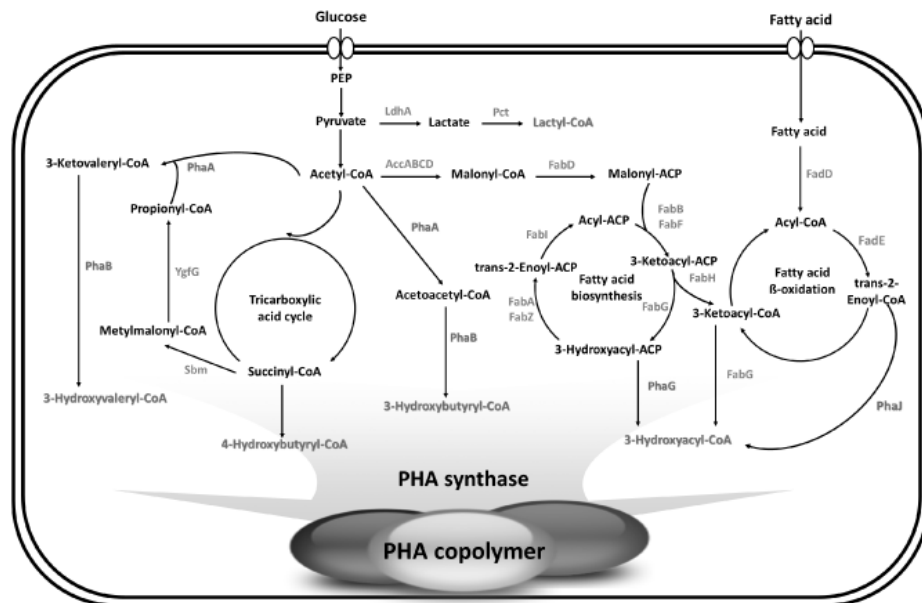 Glucose
Fatty acid
PEP
LdhA
Pct
Pyruvate
Lactate
Lactyl-CoA
Fatty acid
3-Ketovaleryl-CoA
PhaA
AccABCD
FabD
Acetyl-CoA
Malonyl-CoA
Malonyl-ACP
FadD
Propionyl-CoA
PhaA
Acyl-ACP
FabB
FabF
Acyl-CoA
FabI
FadE
PhaB
YgfG
trans-2-Enoyl-ACP
Fatty acid
biosynthesis
3-Ketoacyl-ACP
FabH
Fatty acid
ß-oxidation
trans-2-
Enoyl-CoA
Tricarboxylic
acid cycle
Acetoacetyl-CoA
FabA
FabZ
FabG
3-Ketoacyl-CoA
Metylmalonyl-CoA
PhaB
3-Hydroxyacyl-ACP
Sbm
Succinyl-CoA
PhaG
FabG
PhaJ
3-Hydroxyvaleryl-CoA
3-Hydroxybutyryl-CoA
4-Hydroxybutyryl-CoA
3-Hydroxyacyl-CoA
PHA synthase
PHA copolymer